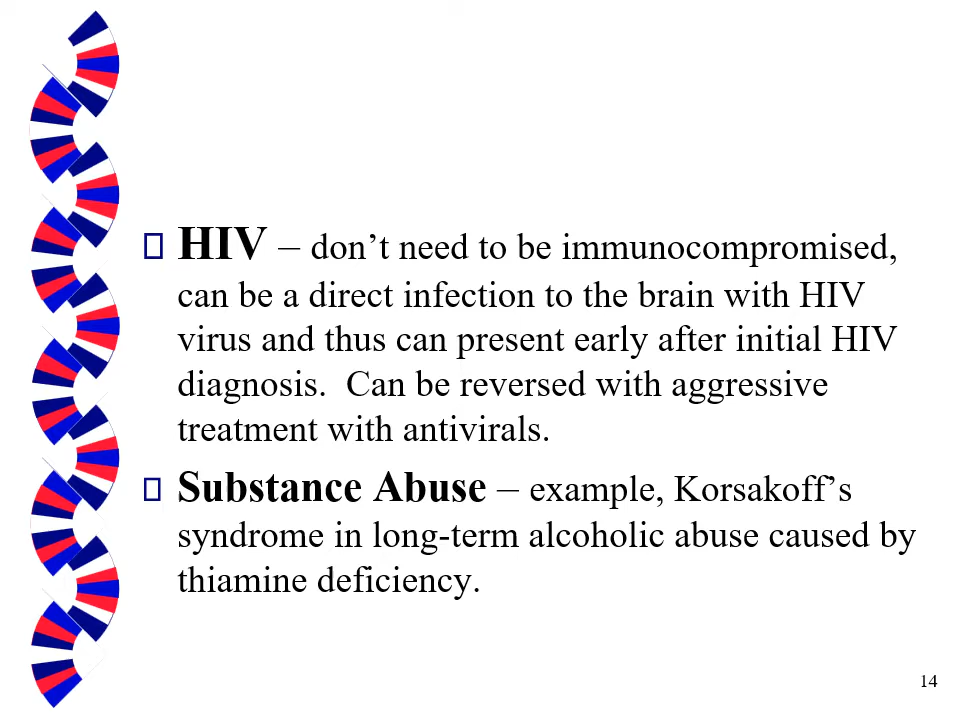 HIV – don’t need to be immunocompromised,
can be a direct infection to the brain with HIV
virus and thus can present early after initial HIV
diagnosis.  Can be reversed with aggressive
treatment with antivirals.
Substance Abuse – example, Korsakoff’s
syndrome in long-term alcoholic abuse caused by
thiamine deficiency.
14